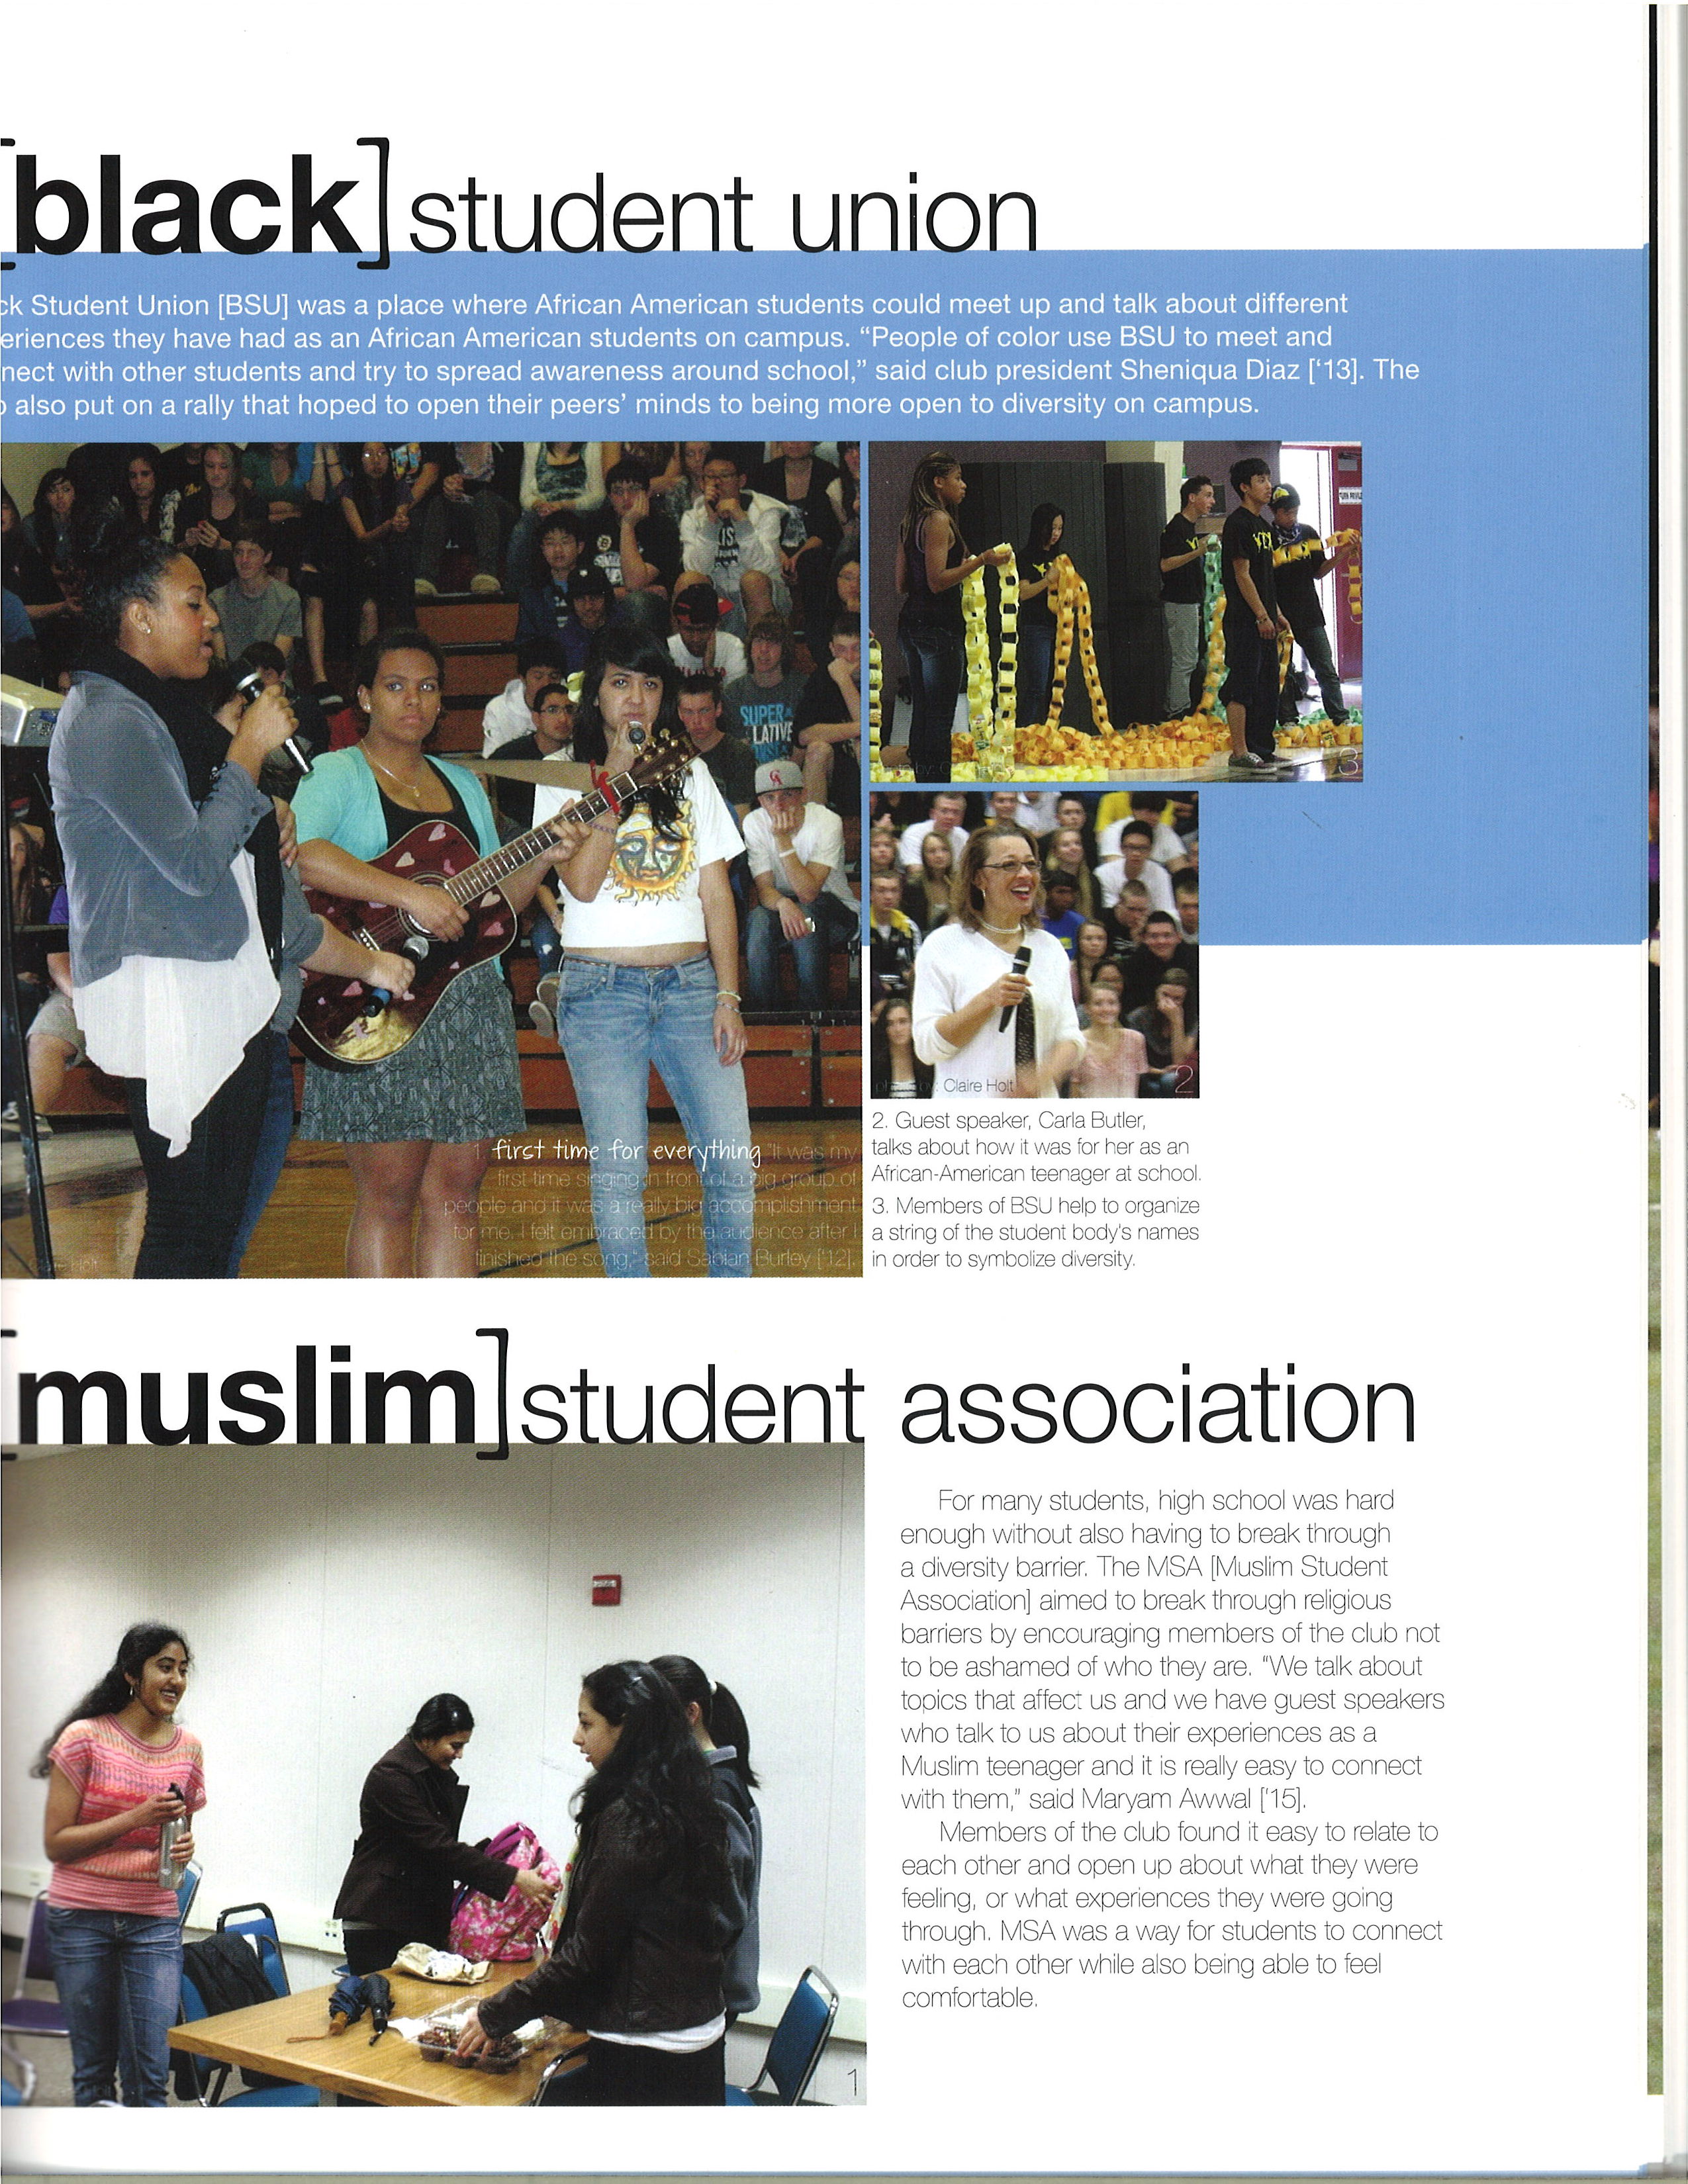 [black] student union
ck Student Union [BSU] was a place where African American students could meet up and talk about different
eriences they have had as an African American students on campus. “People of color use BSU to meet and
nect with other students and try to spread awareness around school,” said club president Sheniqua Diaz [‘13]. The
also put on a rally that hoped to open their peers’ minds to being more open to diversity on campus.
SUPER
LATIVE
3
photo by: Claire Holt
2
1. first time for everything "It was my
first time singing in front of a big group of
people and it was a really big accomplishment
for me. I felt embraced by the audience after I
finished the song," said Sabian Burley ['12].
Holt
2. Guest speaker, Carla Butler,
talks about how it was for her as an
African-American teenager at school.
3. Members of BSU help to organize
a string of the student body's names
in order to symbolize diversity.
[muslim] student association
For many students, high school was hard
enough without also having to break through
a diversity barrier. The MSA [Muslim Student
Association] aimed to break through religious
barriers by encouraging members of the club not
to be ashamed of who they are. “We talk about
topics that affect us and we have guest speakers
who talk to us about their experiences as a
Muslim teenager and it is really easy to connect
with them,” said Maryam Awwal [‘15].
Members of the club found it easy to relate to
each other and open up about what they were
feeling, or what experiences they were going
through. MSA was a way for students to connect
with each other while also being able to feel
comfortable.
1